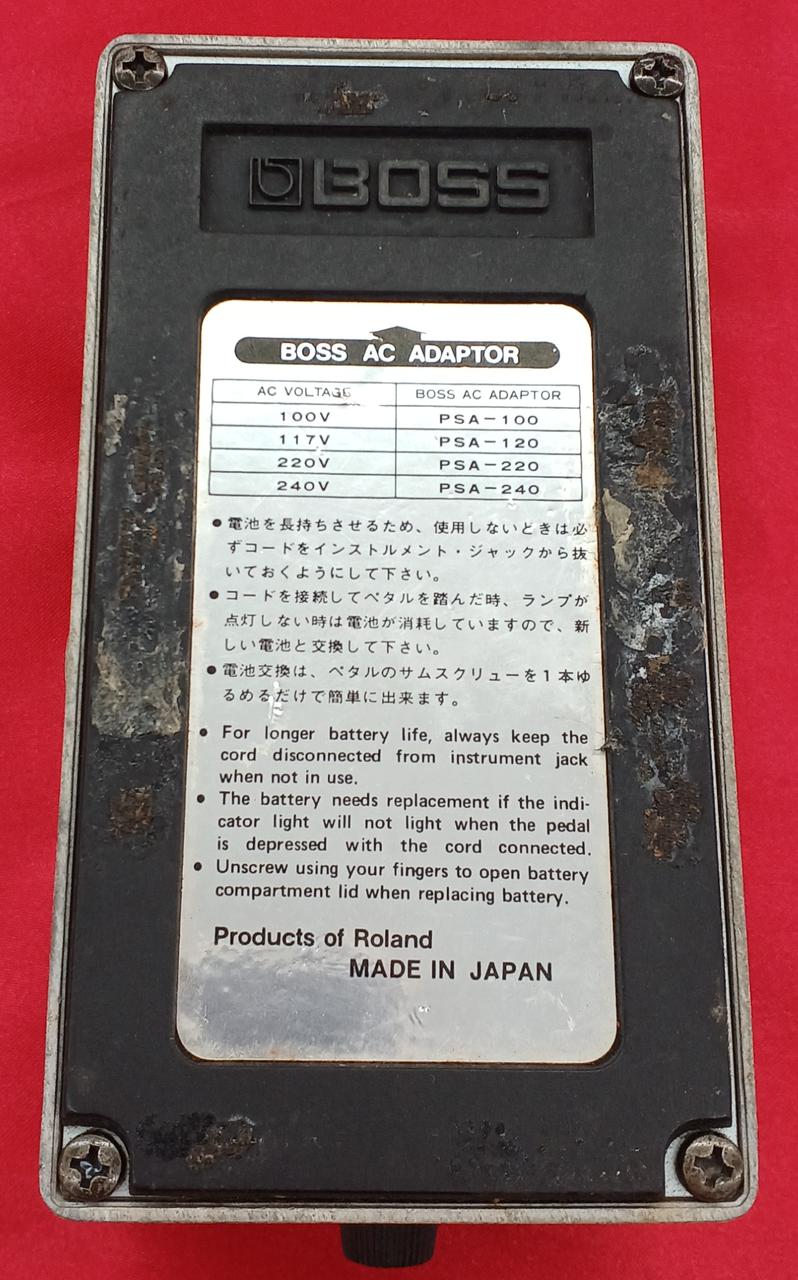 BOSS
BOSS AC ADAPTOR
AC VOLTAGE BOSS AC ADAPTOR
100V PSA-100
117V PSA-120
220V PSA-220
240V PSA-240
●電池を長持ちさせるため、使用しないときは必
ずコードをインストルメント・ジャックから抜
いておくようにして下さい。
●コードを接続してペタルを踏んだ時、ランプが
点灯しない時は電池が消耗していますので、新
しい電池と交換して下さい。
●電池交換は、ペタルのサムスクリューを1本ゆ
るめるだけで簡単に出来ます。
● For longer battery life, always keep the
cord disconnected from instrument jack
when not in use.
● The battery needs replacement if the indi-
cator light will not light when the pedal
is depressed with the cord connected.
● Unscrew using your fingers to open battery
compartment lid when replacing battery.
Products of Roland
MADE IN JAPAN